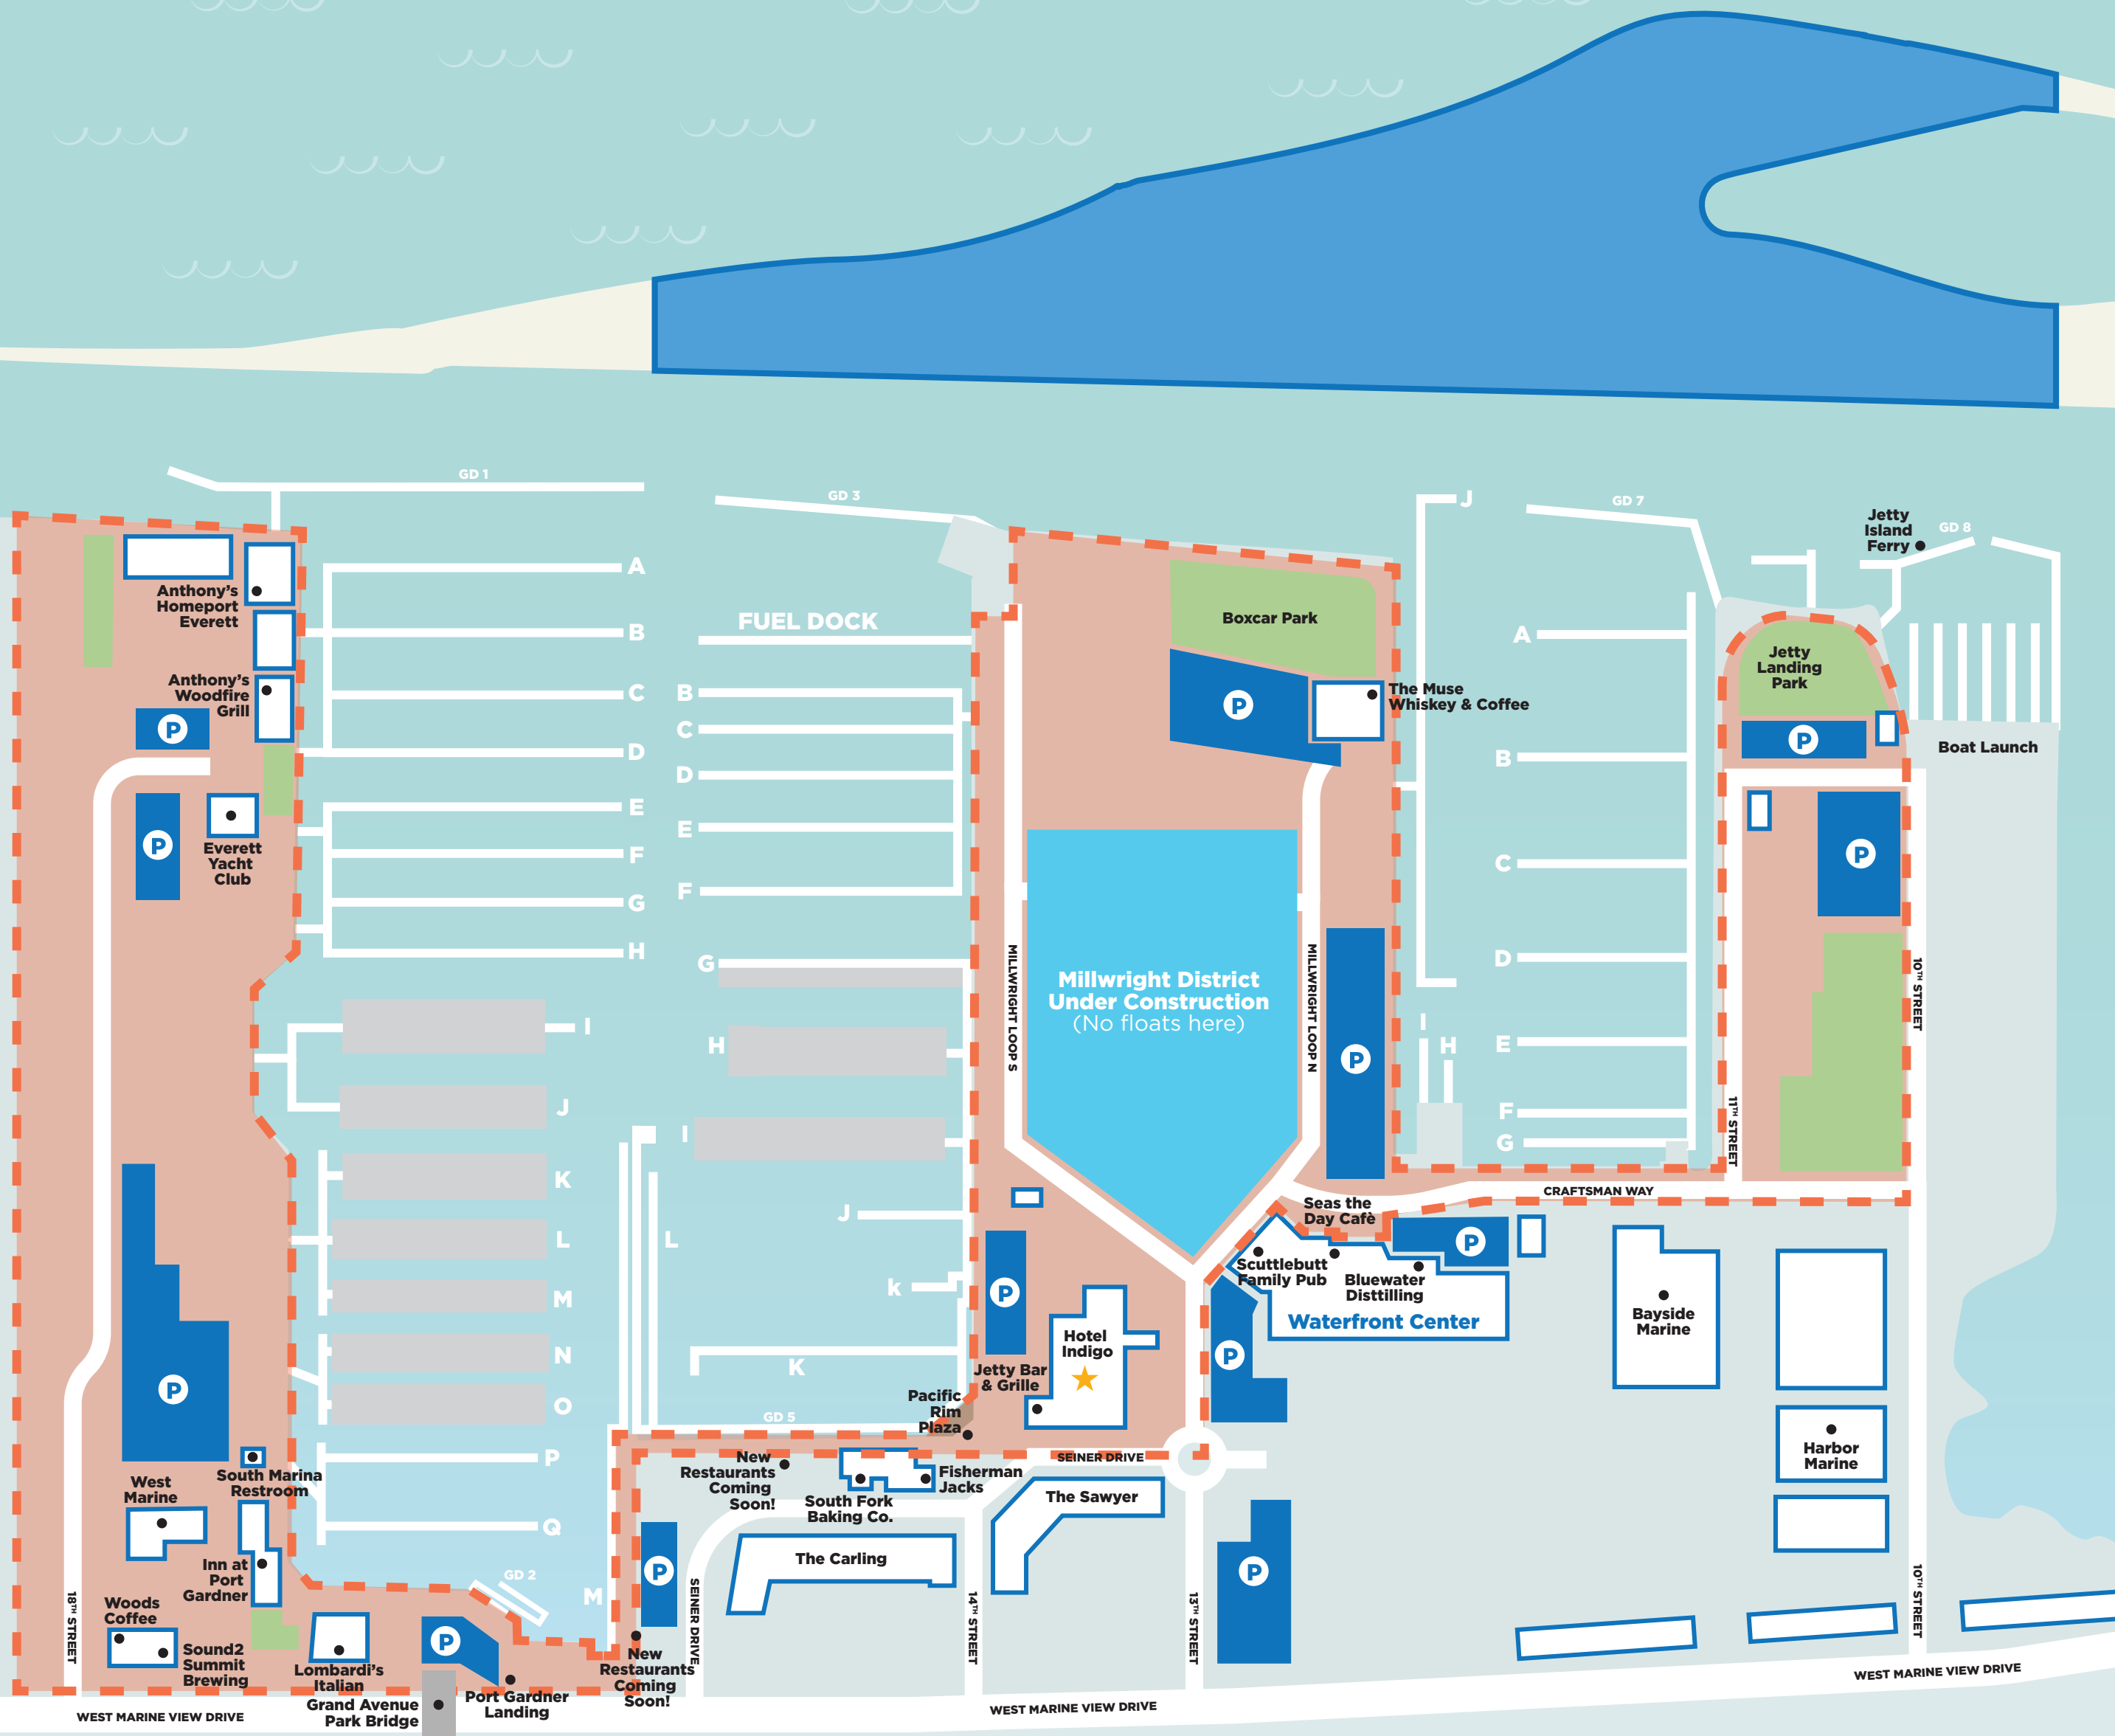 GD 1
GD 3
GD 7
GD 8
J
Jetty
Island
Ferry
A
B
C
D
E
F
G
H
I
J
K
L
M
N
O
P
Q
GD 2
M
FUEL DOCK
B
C
D
E
F
G
H
I
J
k
K
L
GD 5
Anthony's
Homeport
Everett
Anthony's
Woodfire
Grill
P
P
Everett
Yacht
Club
P
South Marina
Restroom
West
Marine
Inn at
Port
Gardner
Woods
Coffee
Sound2
Summit
Brewing
Lombardi's
Italian
P
Grand Avenue
Park Bridge
Port Gardner
Landing
18TH STREET
WEST MARINE VIEW DRIVE
Boxcar Park
P
The Muse
Whiskey & Coffee
MILLWRIGHT LOOP S
MILLWRIGHT LOOP N
Millwright District
Under Construction
(No floats here)
P
P
Hotel
Indigo
Jetty Bar
& Grille
Pacific
Rim
Plaza
SEINER DRIVE
New
Restaurants
Coming
Soon!
South Fork
Baking Co.
Fisherman
Jacks
The Sawyer
The Carling
P
SEINER DRIVE
New
Restaurants
Coming
Soon!
14TH STREET
13TH STREET
P
P
WEST MARINE VIEW DRIVE
Seas the
Day Cafè
Scuttlebutt
Family Pub
Bluewater
Disttilling
Waterfront Center
P
A
B
C
D
E
F
G
I
H
Jetty
Landing
Park
P
Boat Launch
P
10TH STREET
11TH STREET
CRAFTSMAN WAY
Bayside
Marine
Harbor
Marine
10TH STREET
WEST MARINE VIEW DRIVE